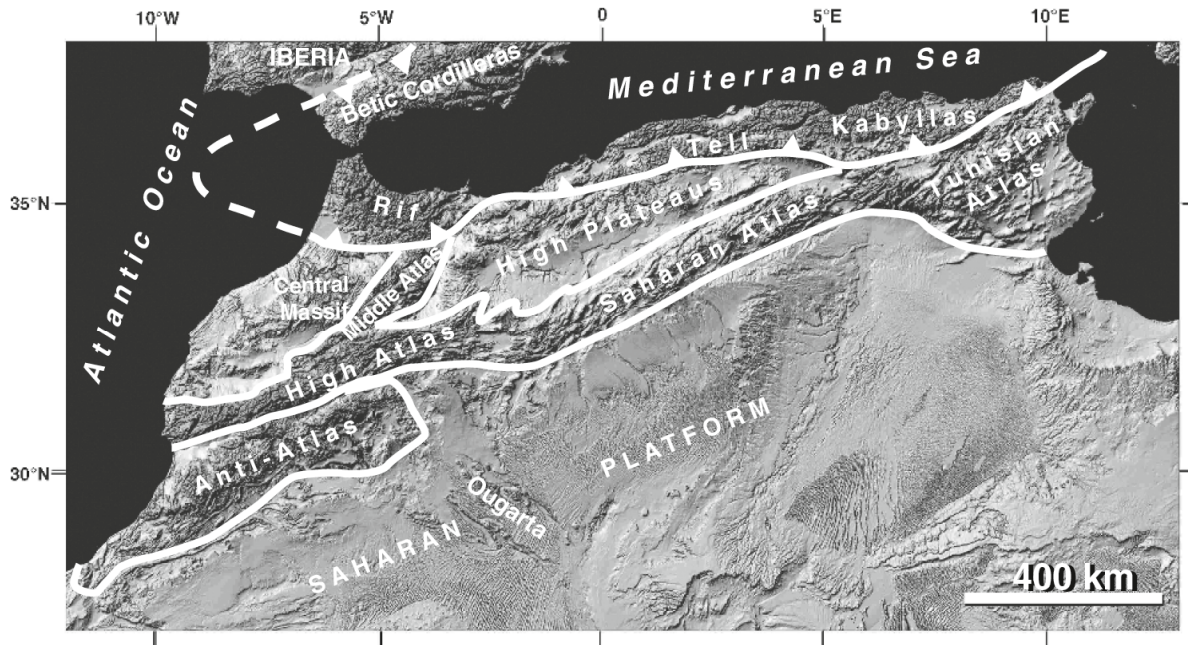 10°W 5°W 0 5°E 10°E
IBERIA
Betic Cordilleras
Mediterranean Sea
Atlantic Ocean
Kabyllas
Tell
Tunisian
Atlas
35°N
Rif
High Plateaus
Saharan Atlas
Middle Atlas
Central
Massif
High Atlas
Anti-Atlas
PLATFORM
30°N
Ougarta
SAHARAN
400 km